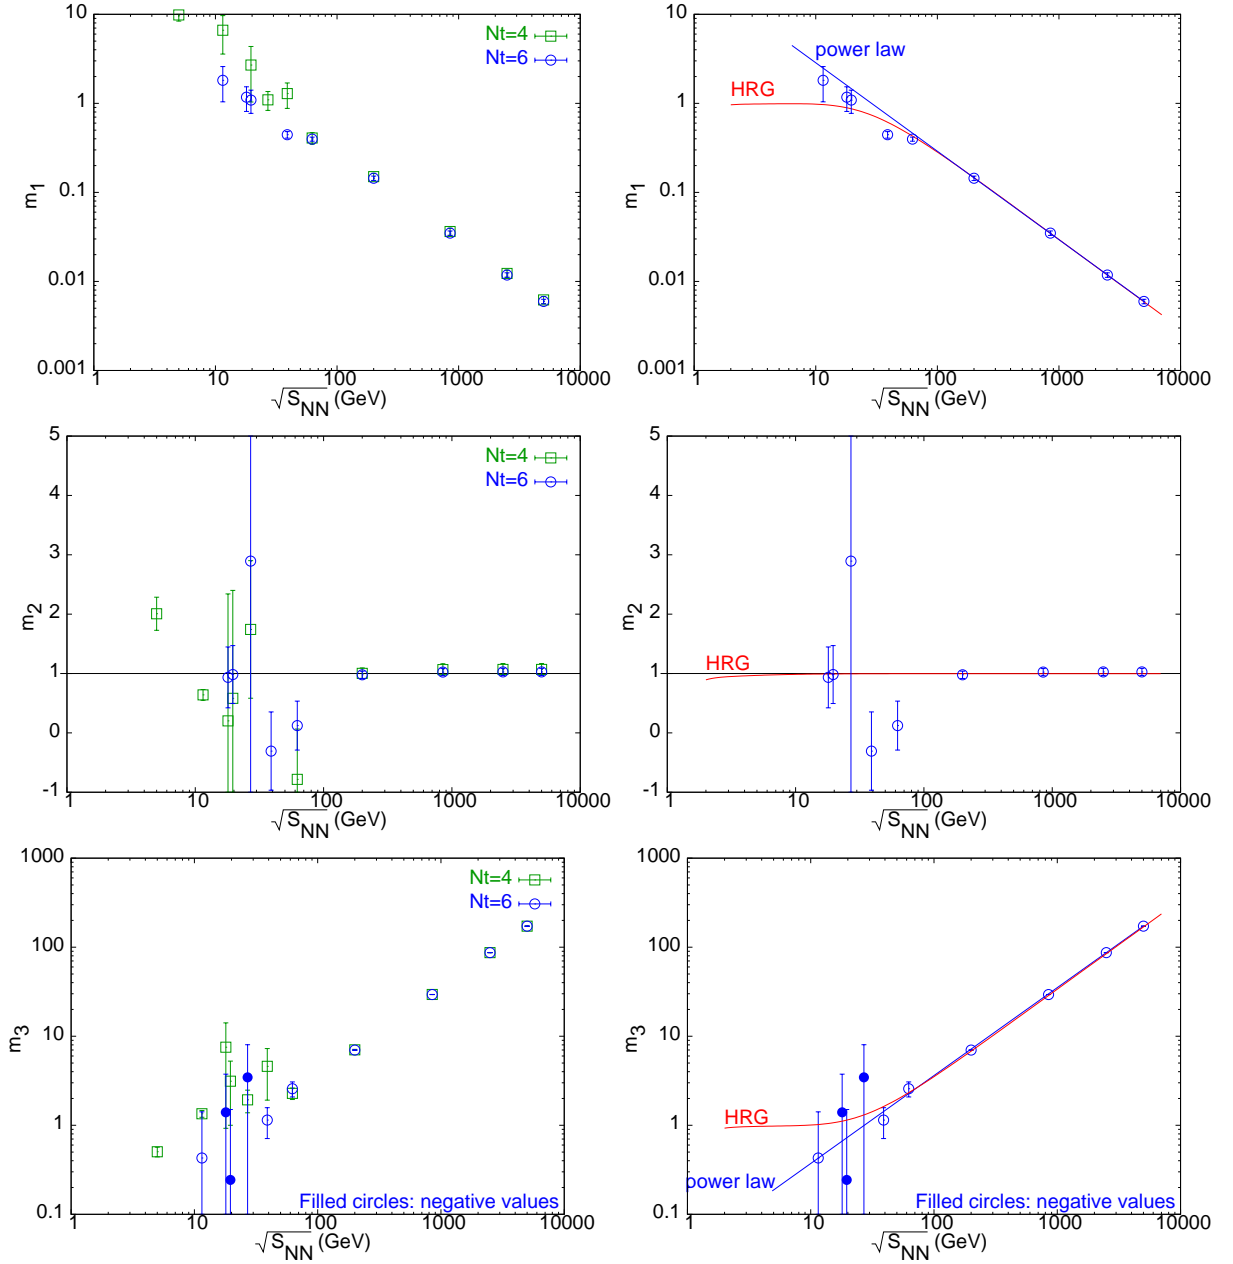 10
1
0.1
0.01
0.001
m1
Nt=4
Nt=6
1
10
100
1000
10000
√SNN (GeV)
10
1
0.1
0.01
0.001
m1
power law
HRG
1
10
100
1000
10000
√SNN (GeV)
5
4
3
2
1
0
-1
m2
Nt=4
Nt=6
1
10
100
1000
10000
√SNN (GeV)
5
4
3
2
1
0
-1
m2
HRG
1
10
100
1000
10000
√SNN (GeV)
1000
100
10
1
0.1
m3
Nt=4
Nt=6
Filled circles: negative values
1
10
100
1000
10000
√SNN (GeV)
1000
100
10
1
0.1
m3
HRG
power law
Filled circles: negative values
1
10
100
1000
10000
√SNN (GeV)